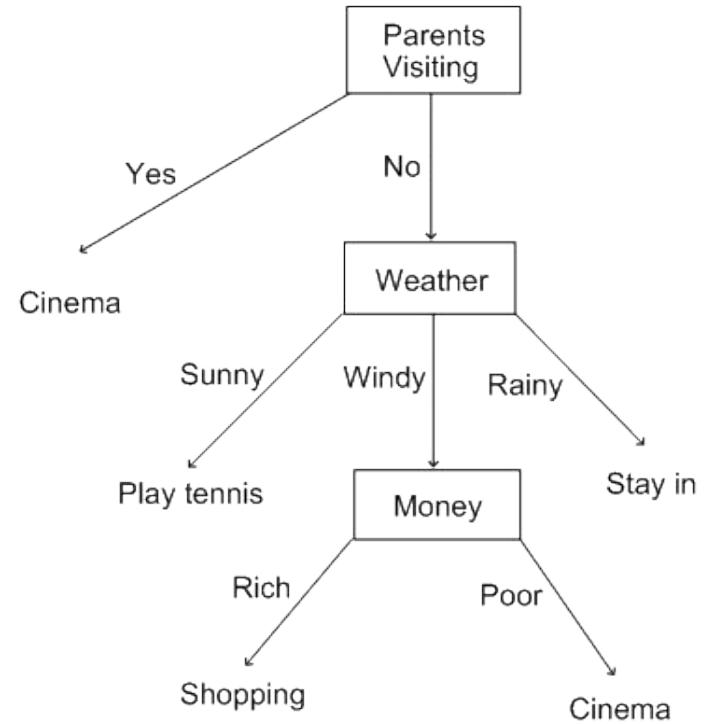 Parents
Visiting
Yes
No
Cinema
Weather
Sunny
Windy
Rainy
Play tennis
Stay in
Money
Rich
Poor
Shopping
Cinema